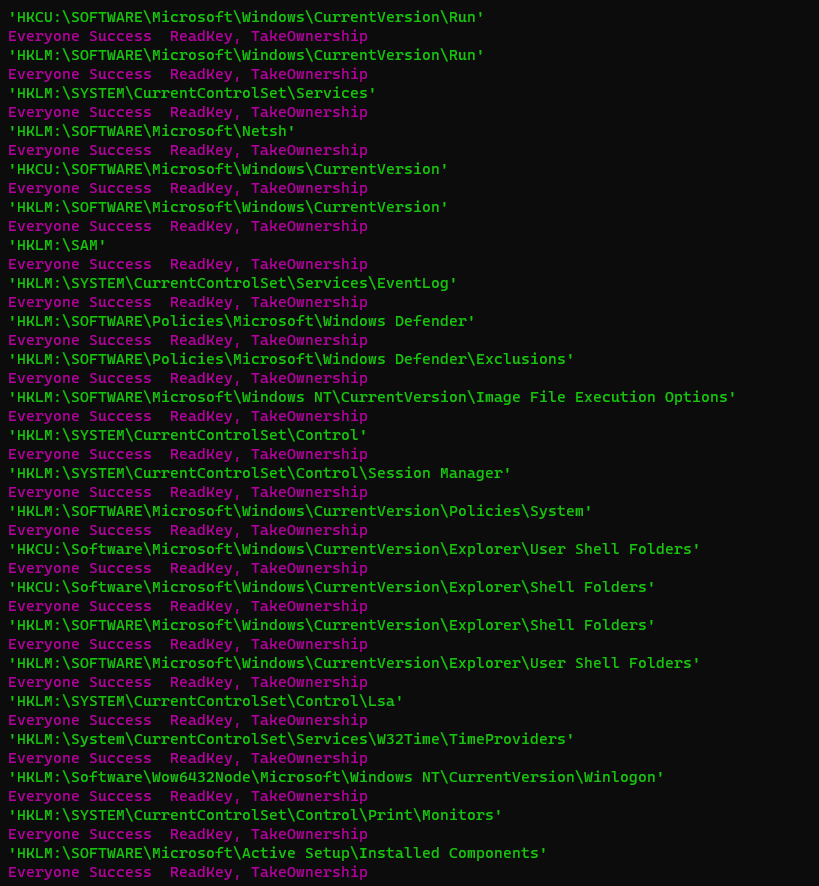 'HKCU:\SOFTWARE\Microsoft\Windows\CurrentVersion\Run'
Everyone Success  ReadKey, TakeOwnership
'HKLM:\SOFTWARE\Microsoft\Windows\CurrentVersion\Run'
Everyone Success  ReadKey, TakeOwnership
'HKLM:\SYSTEM\CurrentControlSet\Services'
Everyone Success  ReadKey, TakeOwnership
'HKLM:\SOFTWARE\Microsoft\Netsh'
Everyone Success  ReadKey, TakeOwnership
'HKCU:\SOFTWARE\Microsoft\Windows\CurrentVersion'
Everyone Success  ReadKey, TakeOwnership
'HKLM:\SOFTWARE\Microsoft\Windows\CurrentVersion'
Everyone Success  ReadKey, TakeOwnership
'HKLM:\SAM'
Everyone Success  ReadKey, TakeOwnership
'HKLM:\SYSTEM\CurrentControlSet\Services\EventLog'
Everyone Success  ReadKey, TakeOwnership
'HKLM:\SOFTWARE\Policies\Microsoft\Windows Defender'
Everyone Success  ReadKey, TakeOwnership
'HKLM:\SOFTWARE\Policies\Microsoft\Windows Defender\Exclusions'
Everyone Success  ReadKey, TakeOwnership
'HKLM:\SOFTWARE\Microsoft\Windows NT\CurrentVersion\Image File Execution Options'
Everyone Success  ReadKey, TakeOwnership
'HKLM:\SYSTEM\CurrentControlSet\Control'
Everyone Success  ReadKey, TakeOwnership
'HKLM:\SYSTEM\CurrentControlSet\Control\Session Manager'
Everyone Success  ReadKey, TakeOwnership
'HKLM:\SOFTWARE\Microsoft\Windows\CurrentVersion\Policies\System'
Everyone Success  ReadKey, TakeOwnership
'HKCU:\Software\Microsoft\Windows\CurrentVersion\Explorer\User Shell Folders'
Everyone Success  ReadKey, TakeOwnership
'HKCU:\Software\Microsoft\Windows\CurrentVersion\Explorer\Shell Folders'
Everyone Success  ReadKey, TakeOwnership
'HKLM:\SOFTWARE\Microsoft\Windows\CurrentVersion\Explorer\Shell Folders'
Everyone Success  ReadKey, TakeOwnership
'HKLM:\SOFTWARE\Microsoft\Windows\CurrentVersion\Explorer\User Shell Folders'
Everyone Success  ReadKey, TakeOwnership
'HKLM:\SYSTEM\CurrentControlSet\Control\Lsa'
Everyone Success  ReadKey, TakeOwnership
'HKLM:\System\CurrentControlSet\Services\W32Time\TimeProviders'
Everyone Success  ReadKey, TakeOwnership
'HKLM:\Software\Wow6432Node\Microsoft\Windows NT\CurrentVersion\Winlogon'
Everyone Success  ReadKey, TakeOwnership
'HKLM:\SYSTEM\CurrentControlSet\Control\Print\Monitors'
Everyone Success  ReadKey, TakeOwnership
'HKLM:\SOFTWARE\Microsoft\Active Setup\Installed Components'
Everyone Success  ReadKey, TakeOwnership